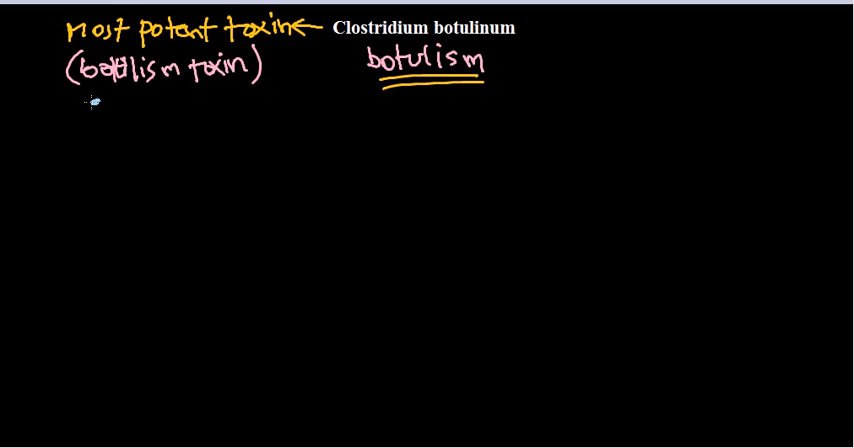 Most potent toxin ← Clostridium botulinum
(botulism toxin) botulism